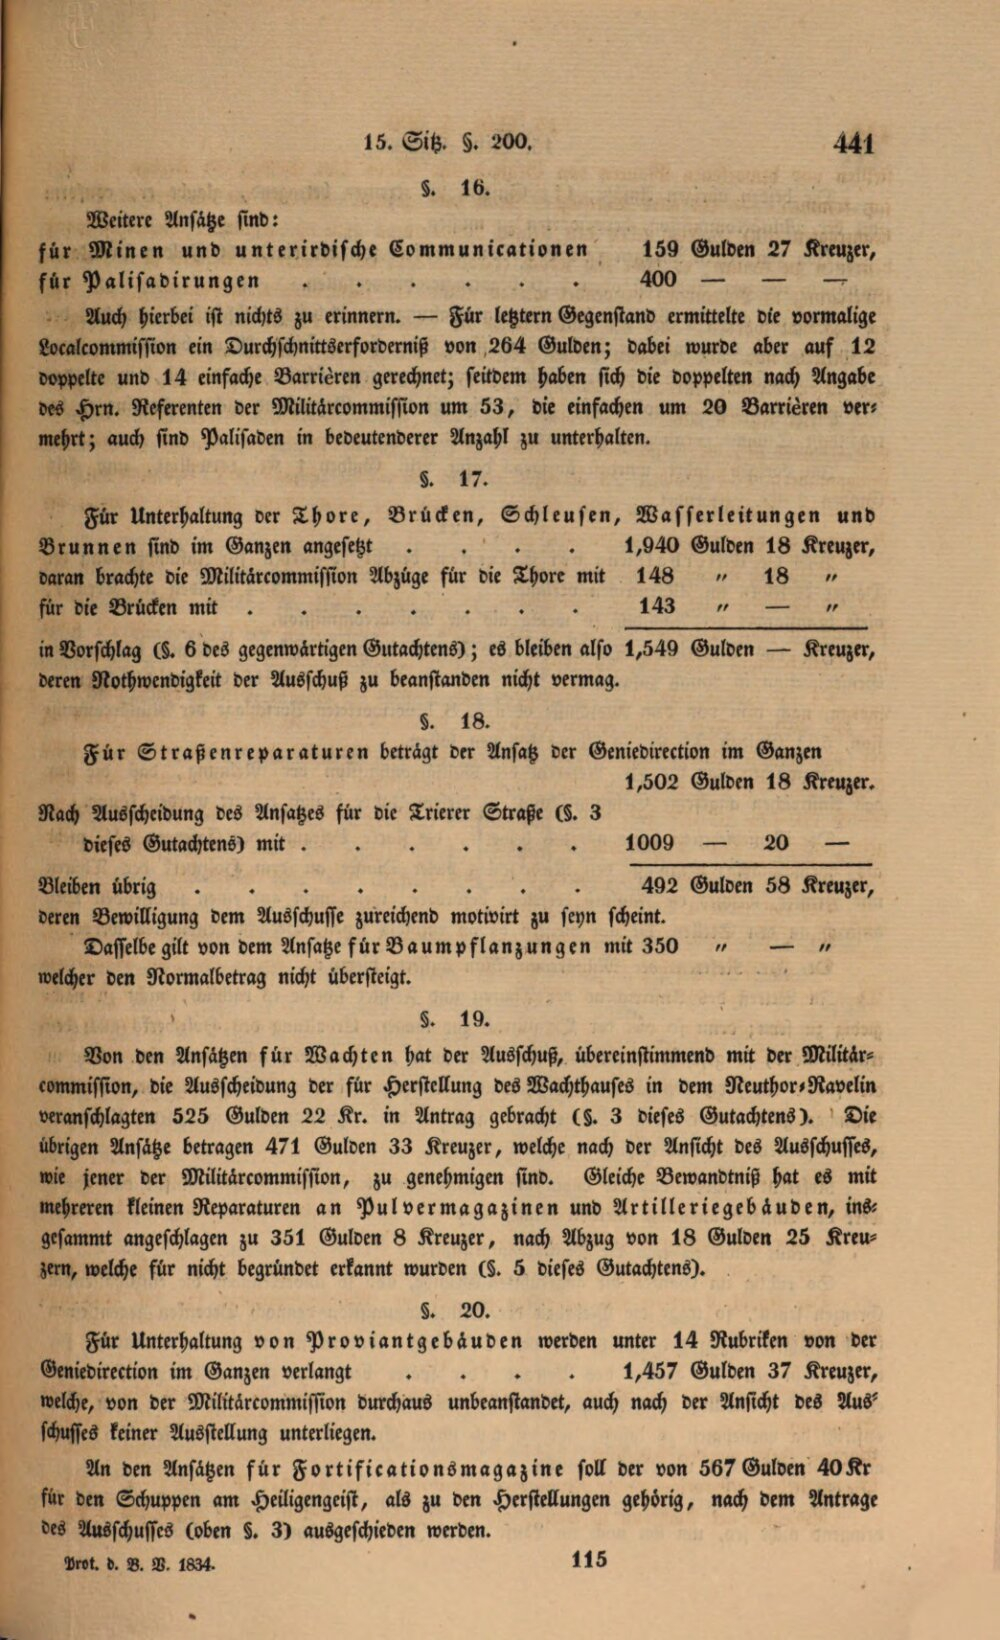 15. Sitz. §. 200. 441
§. 16.
Weitere Ansätze sind:
für Minen und unterirdische Communicationen 159 Gulden 27 Kreuzer,
für Palisadirungen . . . . . . 400 — — —
Auch hierbei ist nichts zu erinnern. — Für letztern Gegenstand ermittelte die vormalige
Localcommission ein Durchschnittserforderniß von 264 Gulden; dabei wurde aber auf 12
doppelte und 14 einfache Barrièren gerechnet; seitdem haben sich die doppelten nach Angabe
des Hrn. Referenten der Militärcommission um 53, die einfachen um 20 Barrièren ver-
mehrt; auch sind Palisaden in bedeutenderer Anzahl zu unterhalten.
§. 17.
Für Unterhaltung der Thore, Brücken, Schleusen, Wasserleitungen und
Brunnen sind im Ganzen angesetzt . . . . 1,940 Gulden 18 Kreuzer,
daran brachte die Militärcommission Abzüge für die Thore mit 148 „ 18 „
für die Brücken mit . . . . . . . 143 „ — „
in Vorschlag (§. 6 des gegenwärtigen Gutachtens); es bleiben also 1,549 Gulden — Kreuzer,
deren Nothwendigkeit der Ausschuß zu beanstanden nicht vermag.
§. 18.
Für Straßenreparaturen beträgt der Ansatz der Geniedirection im Ganzen
1,502 Gulden 18 Kreuzer.
Nach Ausscheidung des Ansatzes für die Trierer Straße (§. 3
dieses Gutachtens) mit . . . . . . 1009 — 20 —
Bleiben übrig . . . . . . . . 492 Gulden 58 Kreuzer,
deren Bewilligung dem Ausschusse zureichend motivirt zu seyn scheint.
Dasselbe gilt von dem Ansatze für Baumpflanzungen mit 350 „ — „
welcher den Normalbetrag nicht übersteigt.
§. 19.
Von den Ansätzen für Wachten hat der Ausschuß, übereinstimmend mit der Militär-
commission, die Ausscheidung der für Herstellung des Wachthauses in dem Neuthor-Ravelin
veranschlagten 525 Gulden 22 Kr. in Antrag gebracht (§. 3 dieses Gutachtens). Die
übrigen Ansätze betragen 471 Gulden 33 Kreuzer, welche nach der Ansicht des Ausschusses,
wie jener der Militärcommission, zu genehmigen sind. Gleiche Bewandtniß hat es mit
mehreren kleinen Reparaturen an Pulvermagazinen und Artilleriegebäuden, ins-
gesammt angeschlagen zu 351 Gulden 8 Kreuzer, nach Abzug von 18 Gulden 25 Kreu-
zern, welche für nicht begründet erkannt wurden (§. 5 dieses Gutachtens).
§. 20.
Für Unterhaltung von Proviantgebäuden werden unter 14 Rubriken von der
Geniedirection im Ganzen verlangt . . . . 1,457 Gulden 37 Kreuzer,
welche, von der Militärcommission durchaus unbeanstandet, auch nach der Ansicht des Aus-
schusses keiner Ausstellung unterliegen.
An den Ansätzen für Fortificationsmagazine soll der von 567 Gulden 40 Kr
für den Schuppen am Heiligengeist, als zu den Herstellungen gehörig, nach dem Antrage
des Ausschusses (oben §. 3) ausgeschieden werden.
Prot. d. B. V. 1834. 115